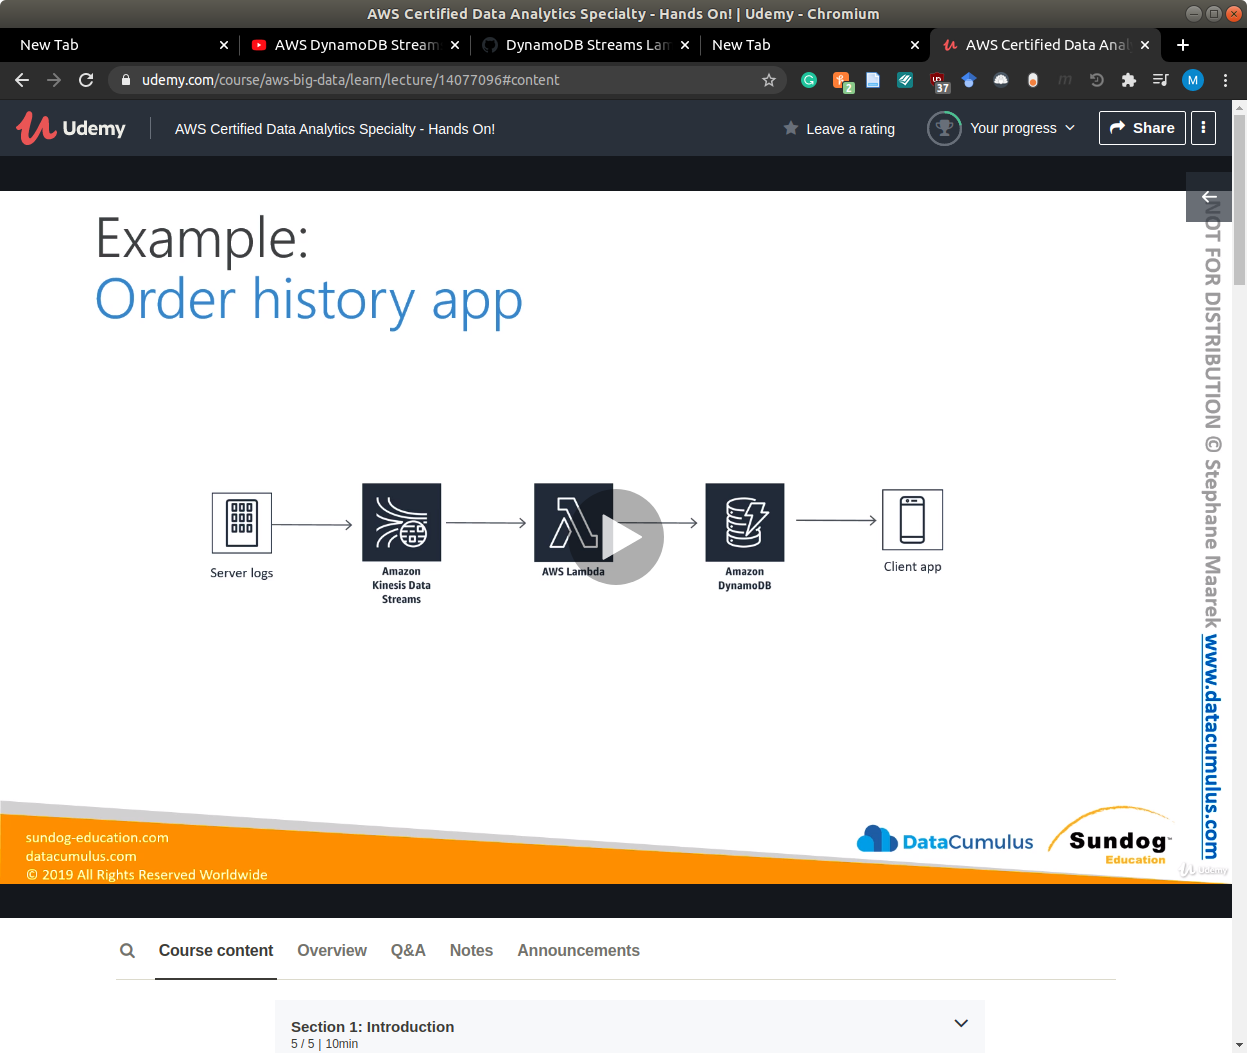 AWS Certified Data Analytics Specialty - Hands On! | Udemy - Chromium
New Tab
AWS DynamoDB Stream
DynamoDB Streams Lam
New Tab
AWS Certified Data Anal
udemy.com/course/aws-big-data/learn/lecture/14077096#content
2
37
m
M
Udemy
AWS Certified Data Analytics Specialty - Hands On!
Leave a rating
Your progress
Share
Example:
Order history app
Server logs
Amazon
Kinesis Data
Streams
AWS Lambda
Amazon
DynamoDB
Client app
NOT FOR DISTRIBUTION © Stephane Maarek www.datacumulus.com
sundog-education.com
datacumulus.com
© 2019 All Rights Reserved Worldwide
DataCumulus
Sundog
Education
Udemy
Course content
Overview
Q&A
Notes
Announcements
Section 1: Introduction
5 / 5 | 10min